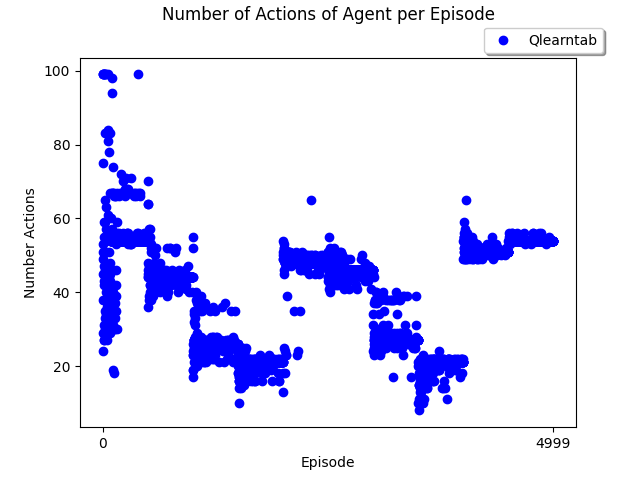 Number of Actions of Agent per Episode
Qlearntab
100
80
60
40
20
Number Actions
0
4999
Episode